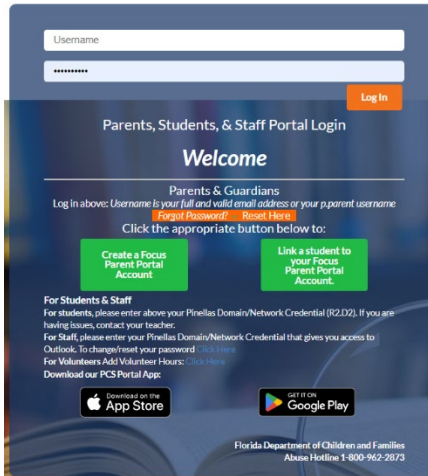 Username
••••••••••
Log In
Parents, Students, & Staff Portal Login
Welcome
Parents & Guardians
Log in above: Username is your full and valid email address or your p.parent username
Forgot Password? Reset Here
Click the appropriate button below to:
Create a Focus
Parent Portal
Account
Link a student to
your Focus
Parent Portal
Account.
For Students & Staff
For students, please enter above your Pinellas Domain/Network Credential (R2.D2). If you are
having issues, contact your teacher.
For Staff, please enter your Pinellas Domain/Network Credential that gives you access to
Outlook. To change/reset your password Click Here
For Volunteers Add Volunteer Hours: Click Here
Download our PCS Portal App:
Download on the
App Store
GET IT ON
Google Play
Florida Department of Children and Families
Abuse Hotline 1-800-962-2873